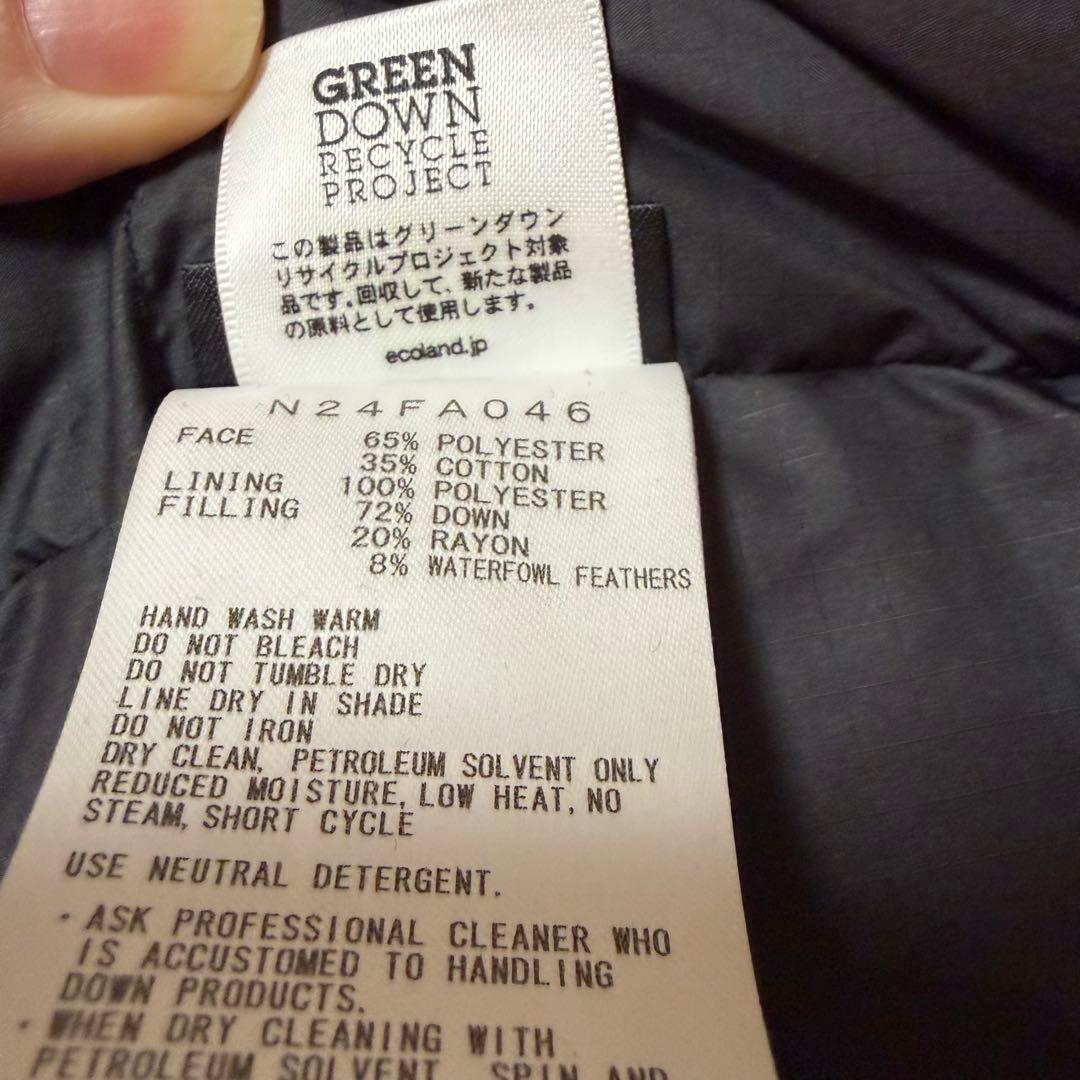 GREEN
DOWN
RECYCLE
PROJECT
この製品はグリーンダウン
リサイクルプロジェクト対象
品です。回収して、新たな製品
の原料として使用します。
ecoland.jp
N24FA046
FACE 65% POLYESTER
35% COTTON
LINING 100% POLYESTER
FILLING 72% DOWN
20% RAYON
8% WATERFOWL FEATHERS
HAND WASH WARM
DO NOT BLEACH
DO NOT TUMBLE DRY
LINE DRY IN SHADE
DO NOT IRON
DRY CLEAN, PETROLEUM SOLVENT ONLY
REDUCED MOISTURE, LOW HEAT, NO
STEAM, SHORT CYCLE
USE NEUTRAL DETERGENT.
・ASK PROFESSIONAL CLEANER WHO
IS ACCUSTOMED TO HANDLING
DOWN PRODUCTS.
・WHEN DRY CLEANING WITH
PETROLEUM SOLVENT, SPIN AND